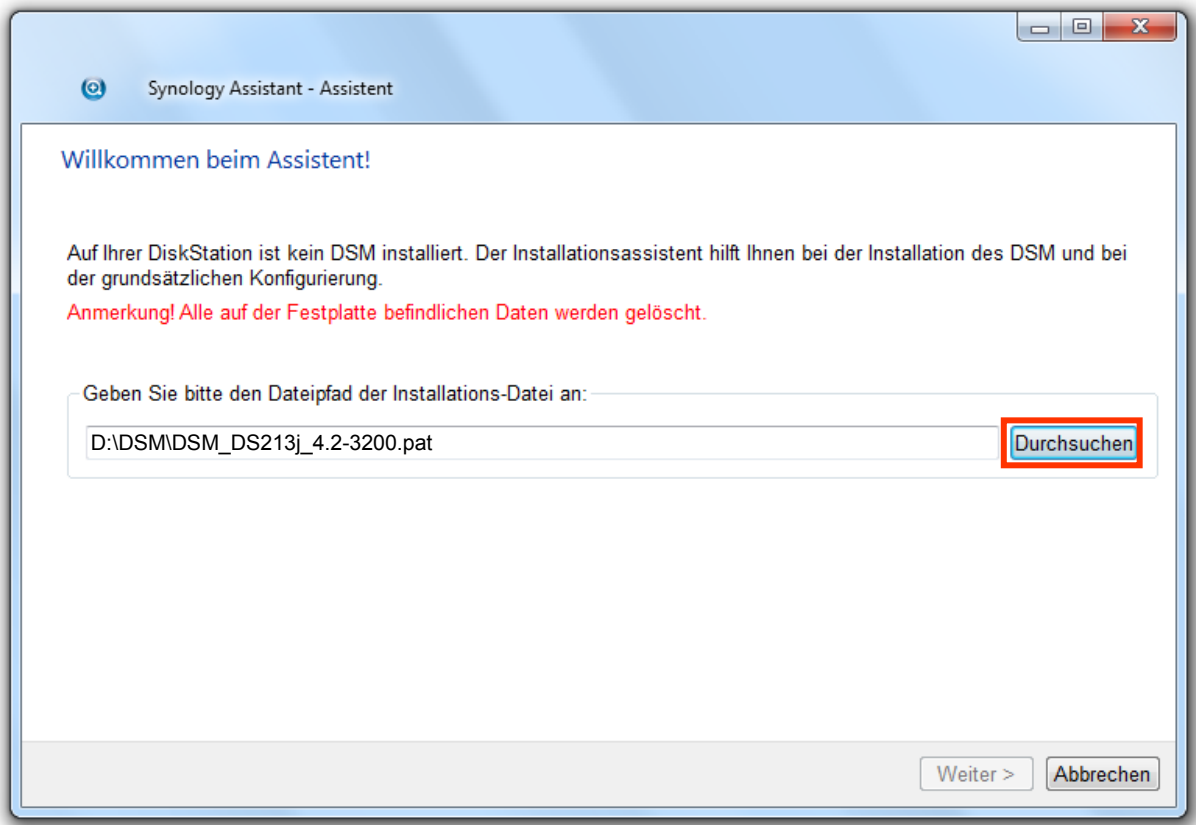 Synology Assistant - Assistent
Willkommen beim Assistent!
Auf Ihrer DiskStation ist kein DSM installiert. Der Installationsassistent hilft Ihnen bei der Installation des DSM und bei
der grundsätzlichen Konfigurierung.
Anmerkung! Alle auf der Festplatte befindlichen Daten werden gelöscht.
Geben Sie bitte den Dateipfad der Installations-Datei an:
D:\DSM\DSM_DS213j_4.2-3200.pat
Durchsuchen
Weiter >
Abbrechen